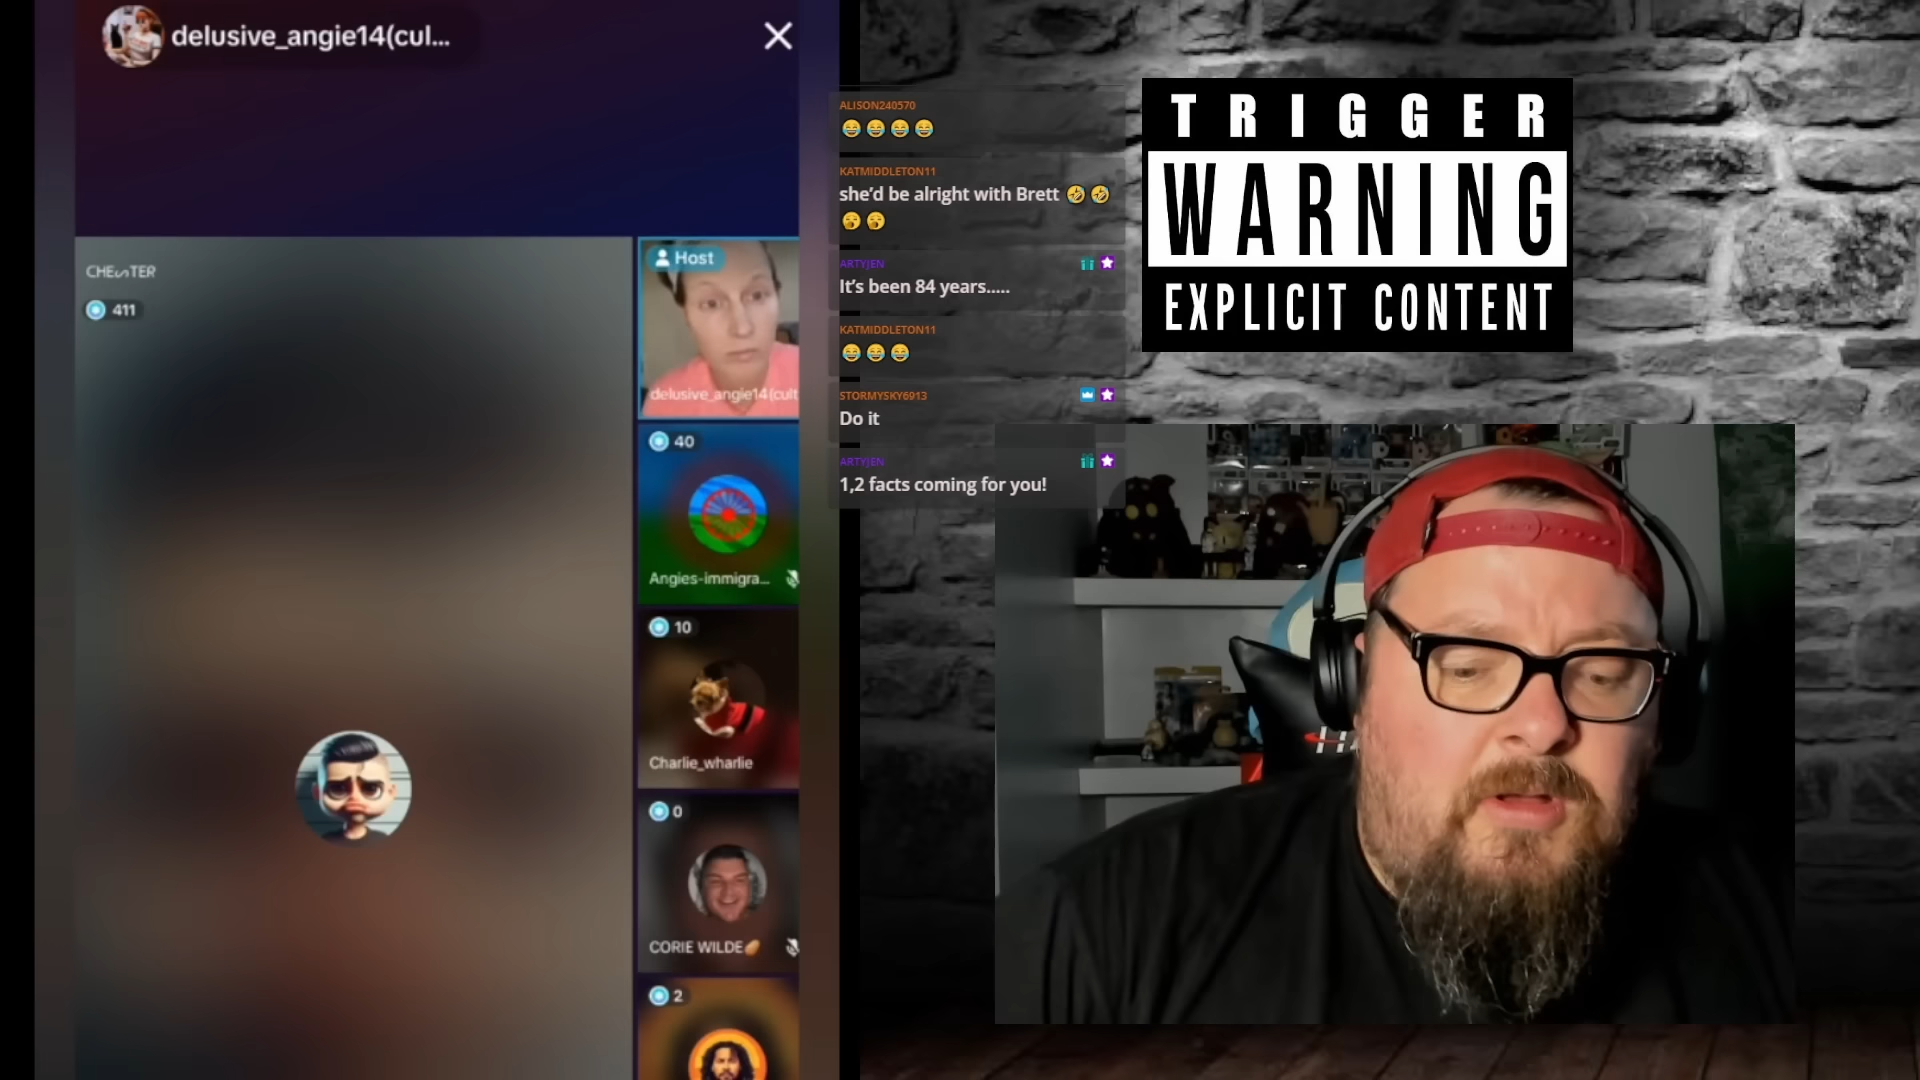 delusive_angie14(cul...
CHEᔕTER
411
Host
delusive_angie14(cult
40
Angies-immigra...
10
Charlie_wharlie
0
CORIE WILDE
2
ALISON240570
😂😂😂😂
KATMIDDLETON11
she'd be alright with Brett 🤣🤣
🥱🥱
ARTYJEN
It's been 84 years.....
KATMIDDLETON11
😂😂😂
STORMYSKY6913
Do it
ARTYJEN
1,2 facts coming for you!
TRIGGER
WARNING
EXPLICIT CONTENT